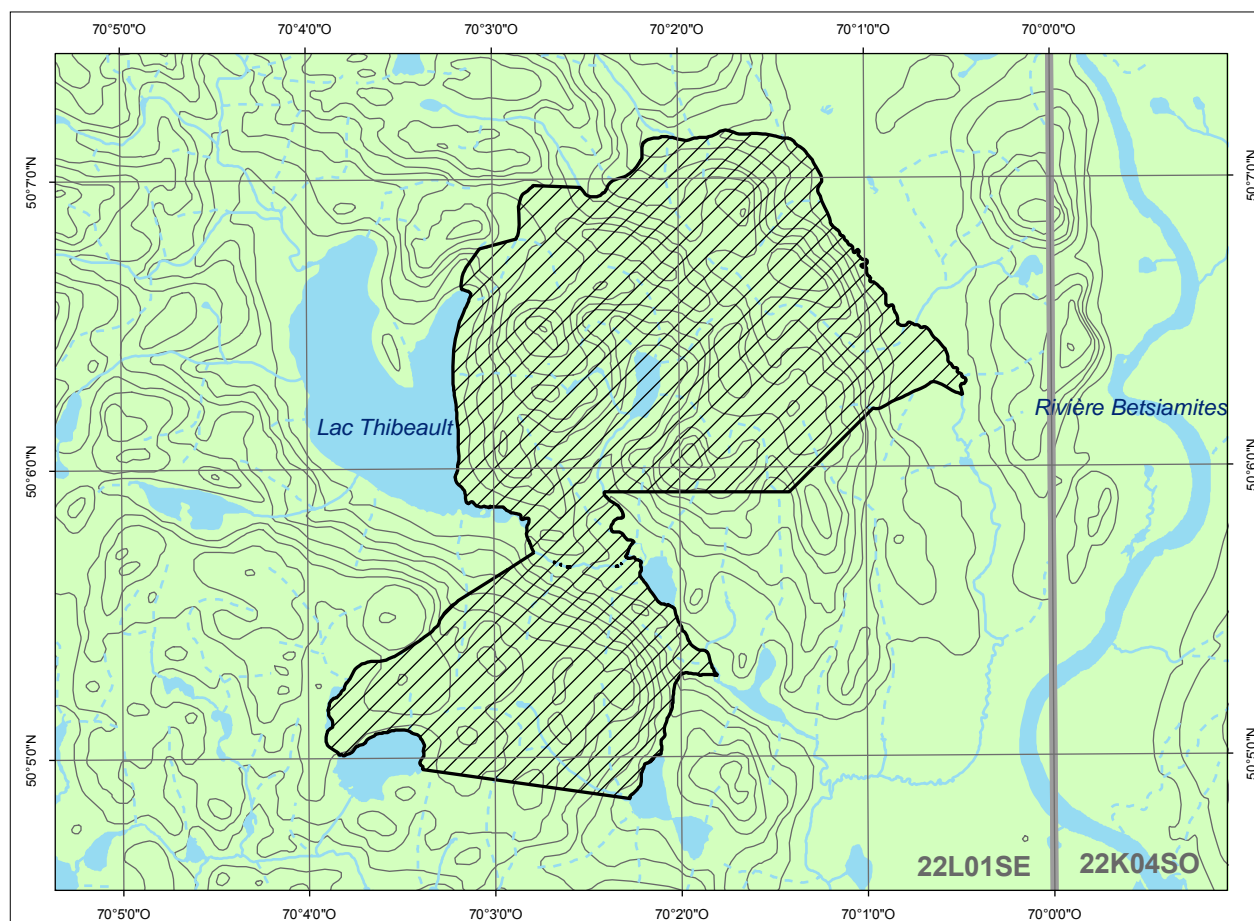 70°5'0"O 70°4'0"O 70°3'0"O 70°2'0"O 70°1'0"O 70°0'0"O
50°7'0"N 50°7'0"N
Rivière Betsiamites
Lac Thibeault
50°6'0"N 50°6'0"N
50°5'0"N 50°5'0"N
22L01SE 22K04SO
70°5'0"O 70°4'0"O 70°3'0"O 70°2'0"O 70°1'0"O 70°0'0"O